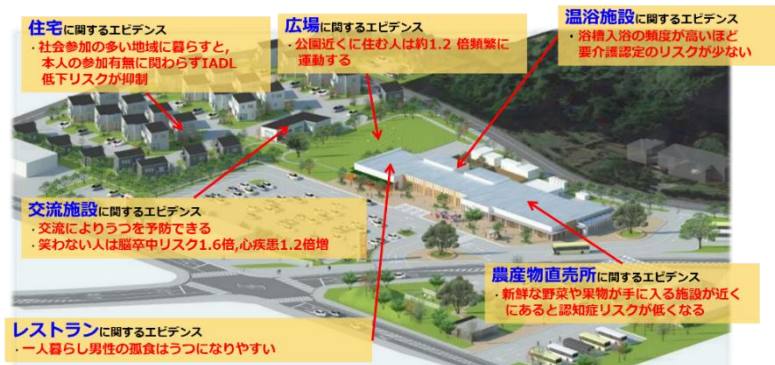 住宅に関するエビデンス
・社会参加の多い地域に暮らすと,
本人の参加有無に関わらずIADL
低下リスクが抑制
広場に関するエビデンス
・公園近くに住む人は約1.2 倍頻繁に
運動する
温浴施設に関するエビデンス
・浴槽入浴の頻度が高いほど
要介護認定のリスクが少ない
交流施設に関するエビデンス
・交流によりうつを予防できる
・笑わない人は脳卒中リスク1.6倍,心疾患1.2倍増
農産物直売所に関するエビデンス
・新鮮な野菜や果物が手に入る施設が近く
にあると認知症リスクが低くなる
レストランに関するエビデンス
・一人暮らし男性の孤食はうつになりやすい